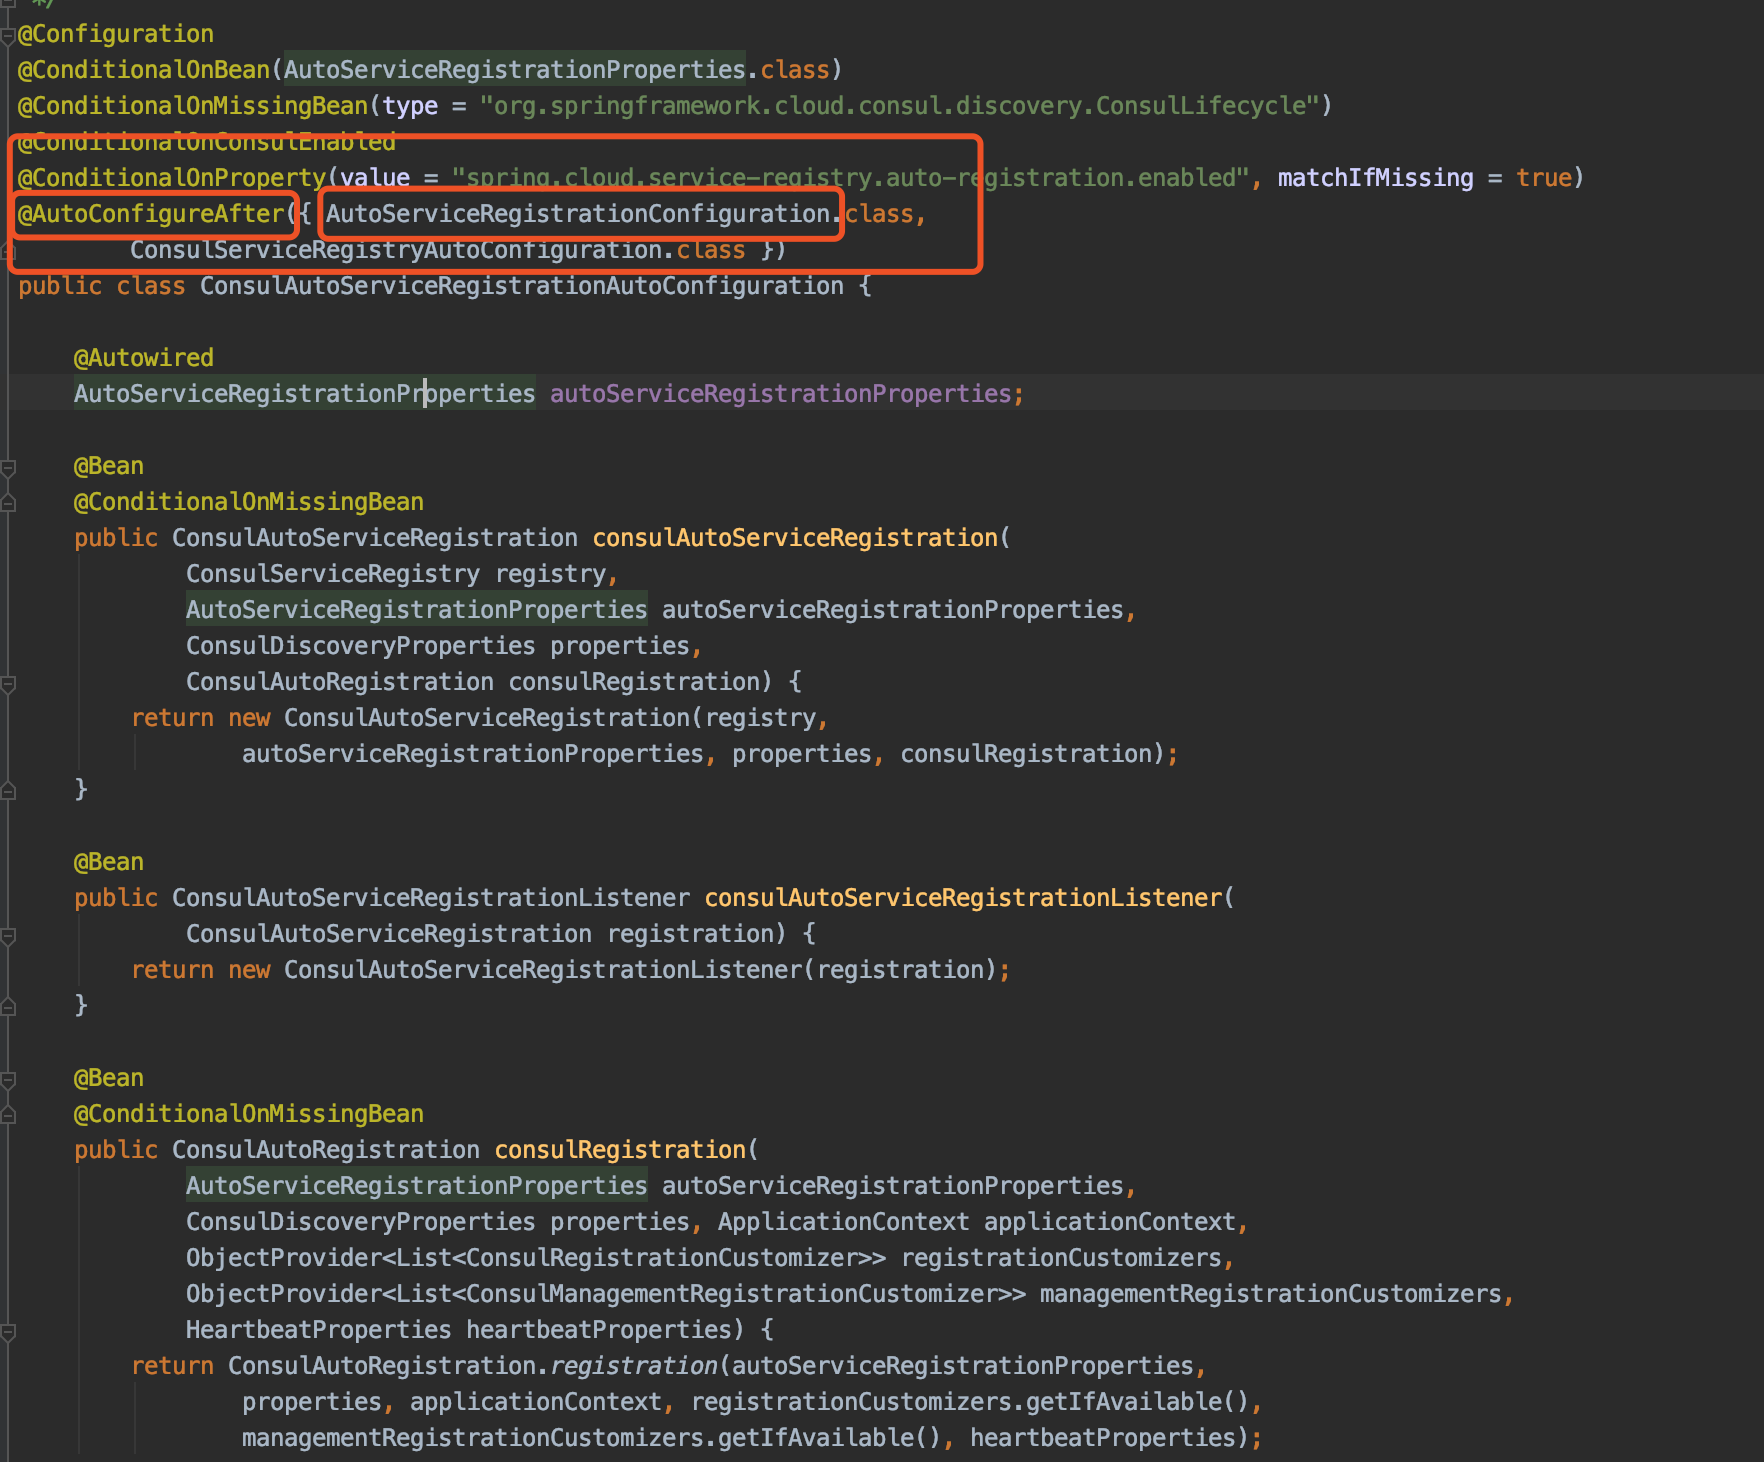 */
@Configuration
@ConditionalOnBean(AutoServiceRegistrationProperties.class)
@ConditionalOnMissingBean(type = "org.springframework.cloud.consul.discovery.ConsulLifecycle")
@ConditionalOnConsulEnabled
@ConditionalOnProperty(value = "spring.cloud.service-registry.auto-registration.enabled", matchIfMissing = true)
@AutoConfigureAfter({ AutoServiceRegistrationConfiguration.class,
        ConsulServiceRegistryAutoConfiguration.class })
public class ConsulAutoServiceRegistrationAutoConfiguration {

    @Autowired
    AutoServiceRegistrationProperties autoServiceRegistrationProperties;

    @Bean
    @ConditionalOnMissingBean
    public ConsulAutoServiceRegistration consulAutoServiceRegistration(
            ConsulServiceRegistry registry,
            AutoServiceRegistrationProperties autoServiceRegistrationProperties,
            ConsulDiscoveryProperties properties,
            ConsulAutoRegistration consulRegistration) {
        return new ConsulAutoServiceRegistration(registry,
                autoServiceRegistrationProperties, properties, consulRegistration);
    }

    @Bean
    public ConsulAutoServiceRegistrationListener consulAutoServiceRegistrationListener(
            ConsulAutoServiceRegistration registration) {
        return new ConsulAutoServiceRegistrationListener(registration);
    }

    @Bean
    @ConditionalOnMissingBean
    public ConsulAutoRegistration consulRegistration(
            AutoServiceRegistrationProperties autoServiceRegistrationProperties,
            ConsulDiscoveryProperties properties, ApplicationContext applicationContext,
            ObjectProvider<List<ConsulRegistrationCustomizer>> registrationCustomizers,
            ObjectProvider<List<ConsulManagementRegistrationCustomizer>> managementRegistrationCustomizers,
            HeartbeatProperties heartbeatProperties) {
        return ConsulAutoRegistration.registration(autoServiceRegistrationProperties,
                properties, applicationContext, registrationCustomizers.getIfAvailable(),
                managementRegistrationCustomizers.getIfAvailable(), heartbeatProperties);